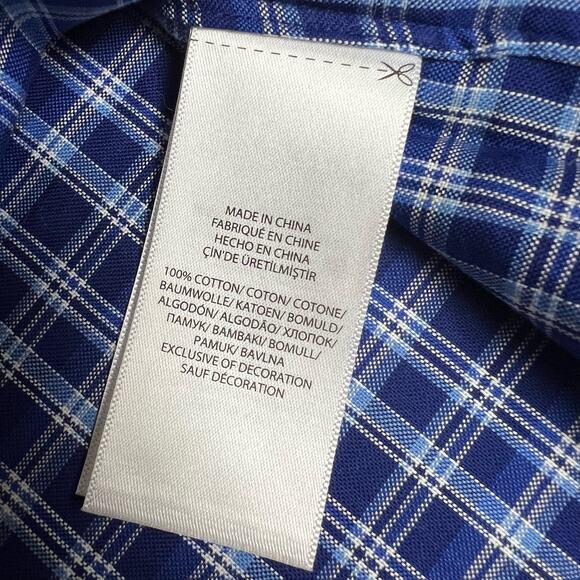 MADE IN CHINA
FABRIQUÉ EN CHINE
HECHO EN CHINA
ÇİN'DE ÜRETİLMİŞTİR
100% COTTON/ COTON/ COTONE/
BAUMWOLLE/ KATOEN/ BOMULD/
ALGODÓN/ ALGODÃO/ ХЛОПОК/
ПАМУК/ ΒΑΜΒΑΚΙ/ BOMULL/
PAMUK/ BAVLNA
EXCLUSIVE OF DECORATION
SAUF DÉCORATION